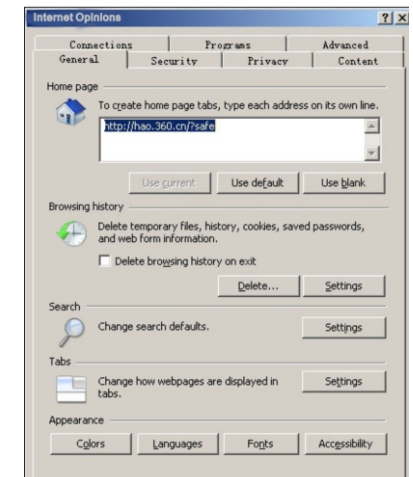 Internet Opinions
Connections Programs Advanced
General Security Privacy Content
Home page
To create home page tabs, type each address on its own line.
http://hao.360.cn/?safe
Use current Use default Use blank
Browsing history
Delete temporary files, history, cookies, saved passwords,
and web form information.
Delete browsing history on exit
Delete... Settings
Search
Change search defaults. Settings
Tabs
Change how webpages are displayed in Settings
tabs.
Appearance
Colors Languages Fonts Accessibility